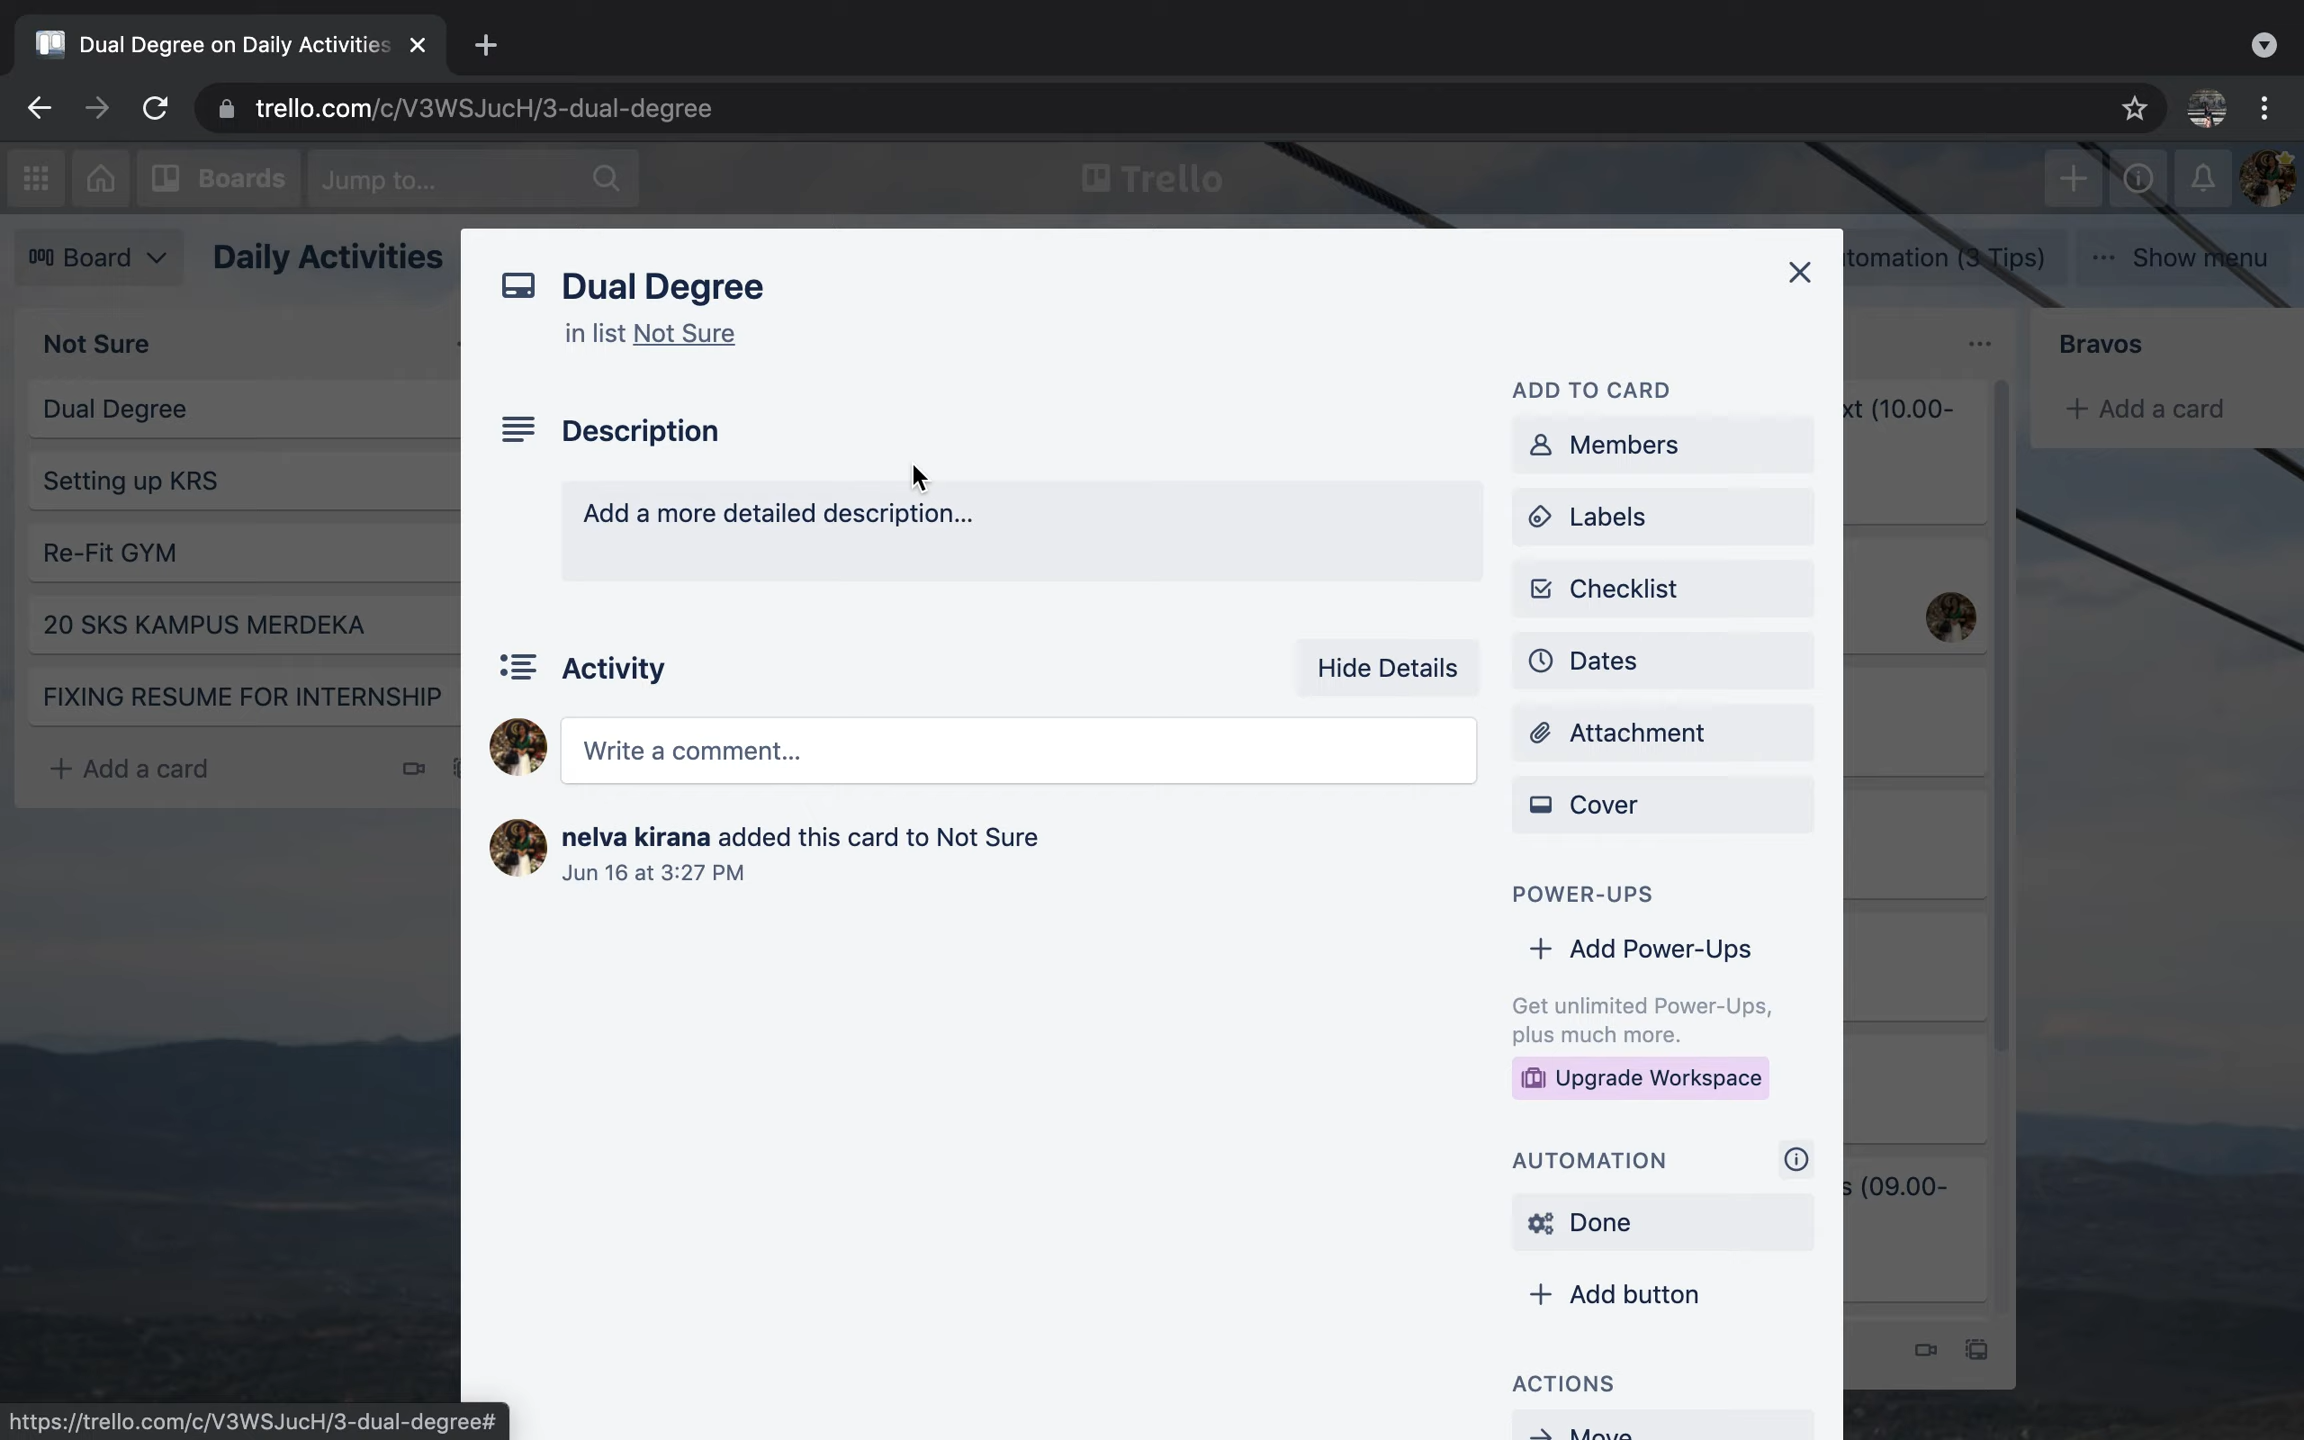 Dual Degree on Daily Activities
trello.com/c/V3WSJucH/3-dual-degree
Boards
Jump to...
Trello
Board
Daily Activities
tomation (3 Tips)
Show menu
Not Sure
Dual Degree
Setting up KRS
Re-Fit GYM
20 SKS KAMPUS MERDEKA
FIXING RESUME FOR INTERNSHIP
Add a card
Dual Degree
in list Not Sure
Description
Add a more detailed description...
Activity
Hide Details
Write a comment...
nelva kirana added this card to Not Sure
Jun 16 at 3:27 PM
ADD TO CARD
Members
Labels
Checklist
Dates
Attachment
Cover
POWER-UPS
Add Power-Ups
Get unlimited Power-Ups,
plus much more.
Upgrade Workspace
AUTOMATION
Done
Add button
ACTIONS
Move
xt (10.00-
s (09.00-
Bravos
Add a card
https://trello.com/c/V3WSJucH/3-dual-degree#